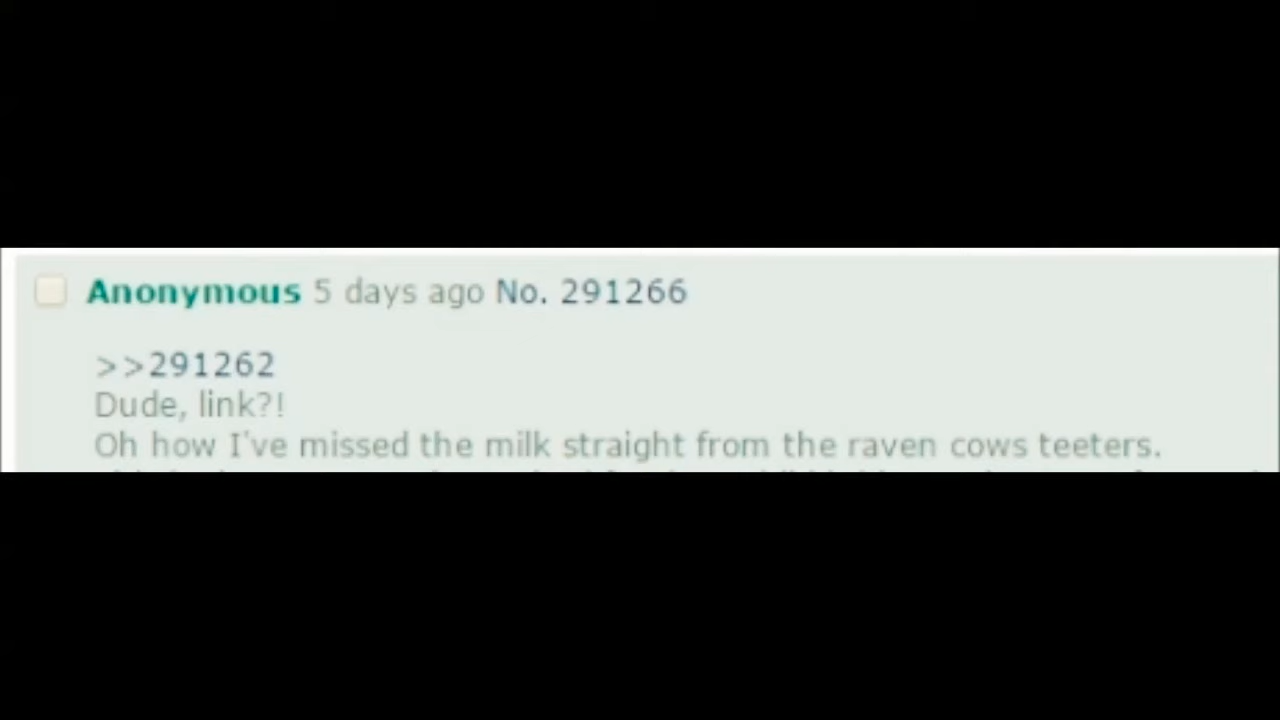 Anonymous 5 days ago No. 291266
>>291262
Dude, link?!
Oh how I've missed the milk straight from the raven cows teeters.